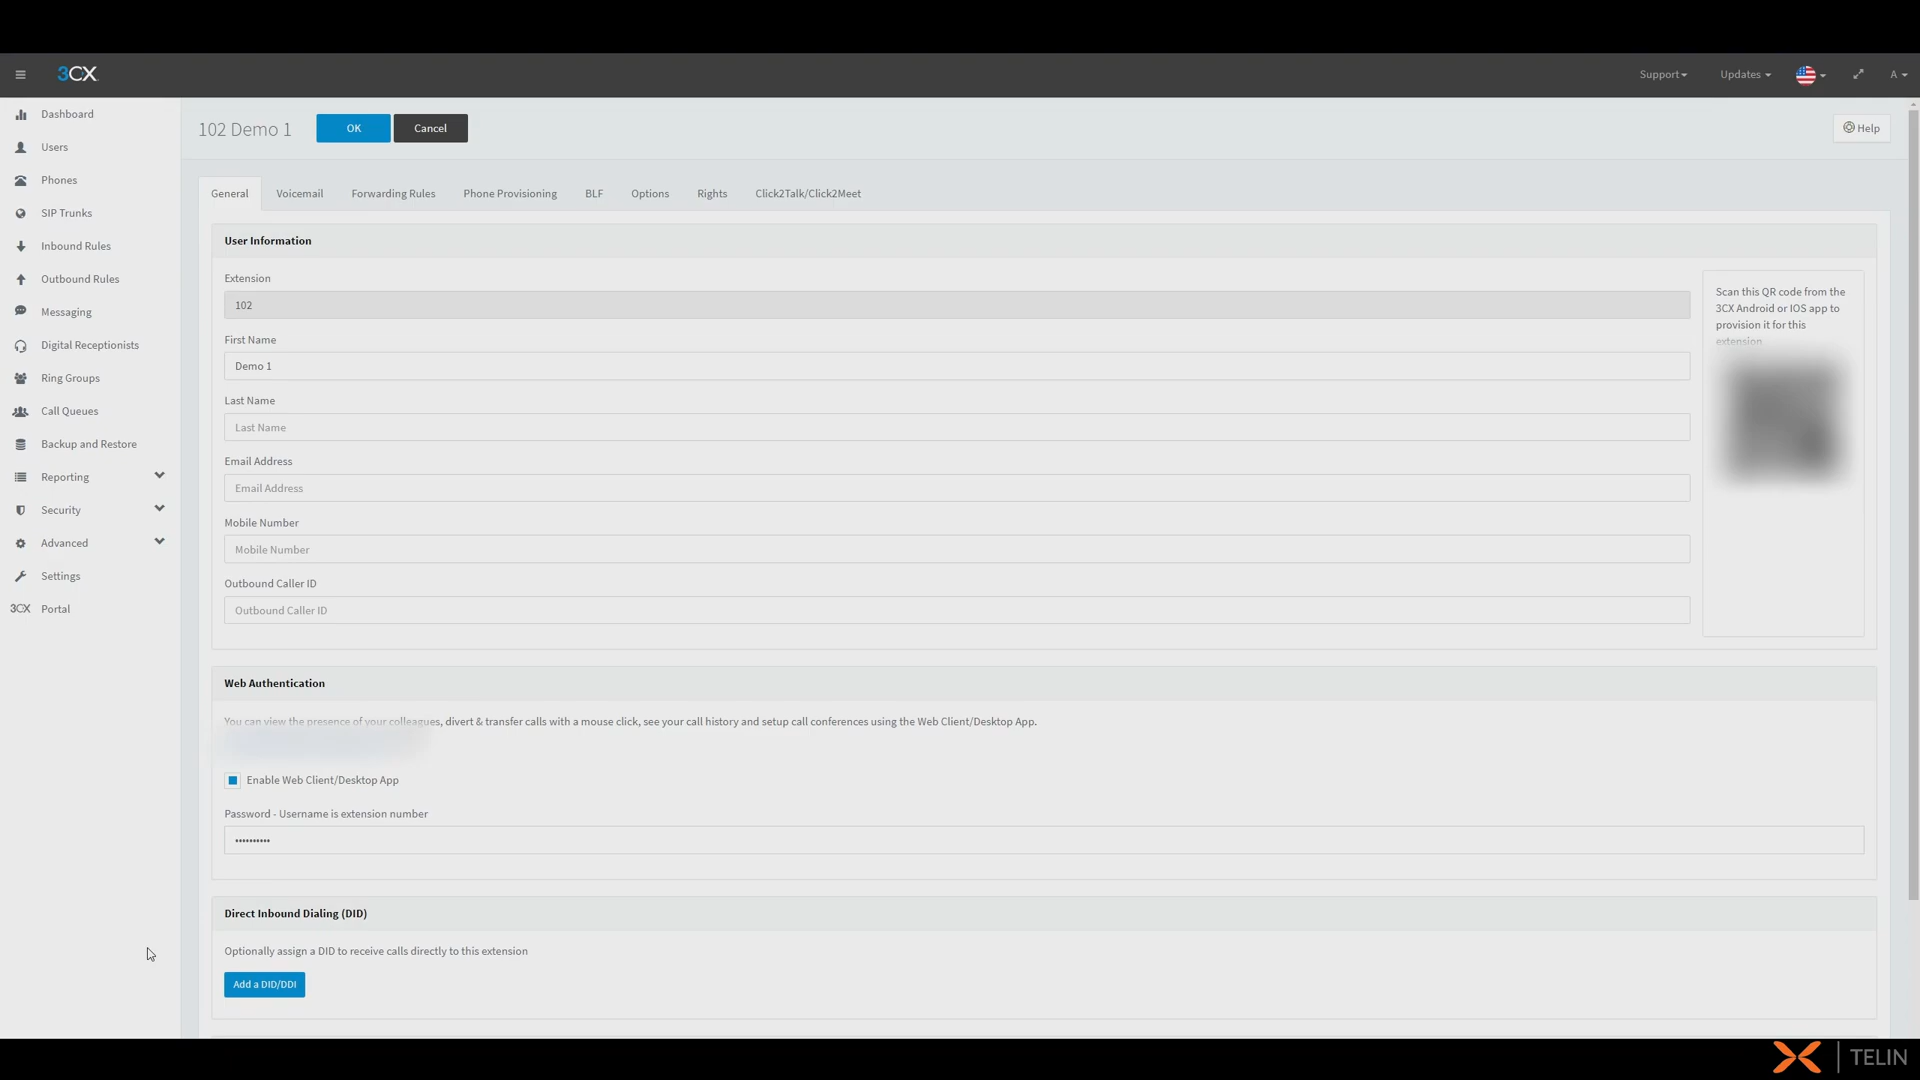 3CX
Support
Updates
A
Dashboard
Users
Phones
SIP Trunks
Inbound Rules
Outbound Rules
Messaging
Digital Receptionists
Ring Groups
Call Queues
Backup and Restore
Reporting
Security
Advanced
Settings
3CX Portal
102 Demo 1
OK
Cancel
Help
General
Voicemail
Forwarding Rules
Phone Provisioning
BLF
Options
Rights
Click2Talk/Click2Meet
User Information
Extension
102
First Name
Demo 1
Last Name
Last Name
Email Address
Email Address
Mobile Number
Mobile Number
Outbound Caller ID
Outbound Caller ID
Scan this QR code from the
3CX Android or IOS app to
provision it for this
extension
Web Authentication
You can view the presence of your colleagues, divert & transfer calls with a mouse click, see your call history and setup call conferences using the Web Client/Desktop App.
Enable Web Client/Desktop App
Password - Username is extension number
••••••••••
Direct Inbound Dialing (DID)
Optionally assign a DID to receive calls directly to this extension
Add a DID/DDI
TELIN